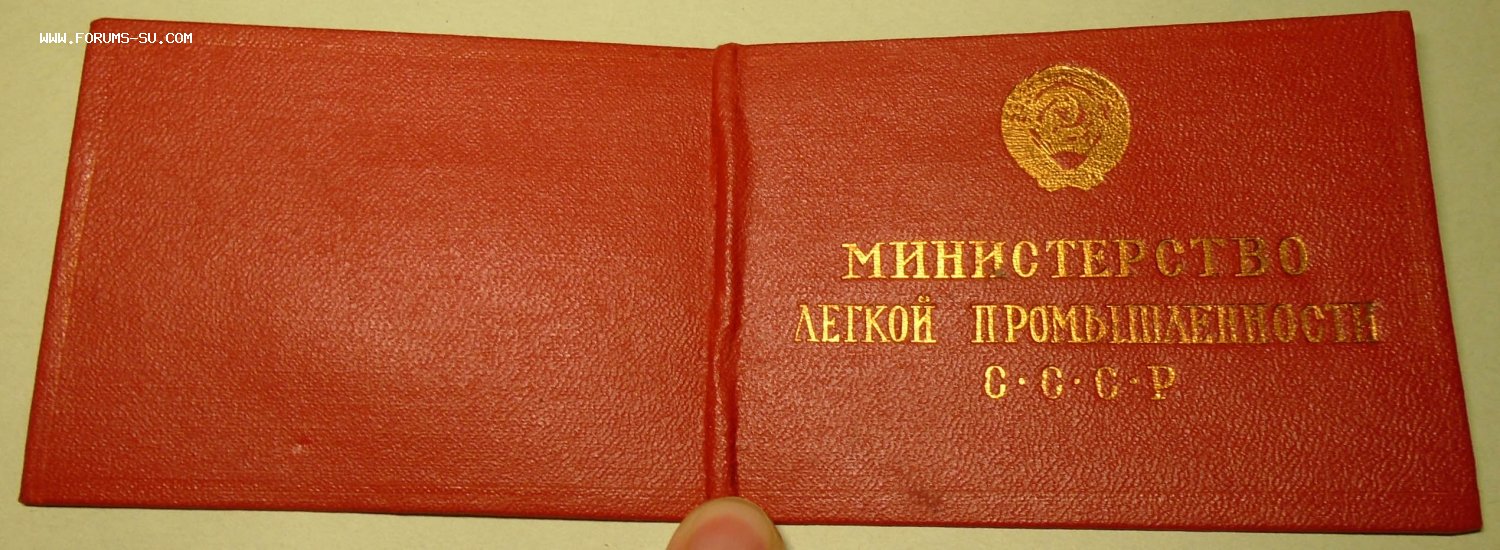 WWW.FORUMS-SU.COM
МИНИСТЕРСТВО
ЛЕГКОЙ ПРОМЫШЛЕННОСТИ
С·С·С·Р